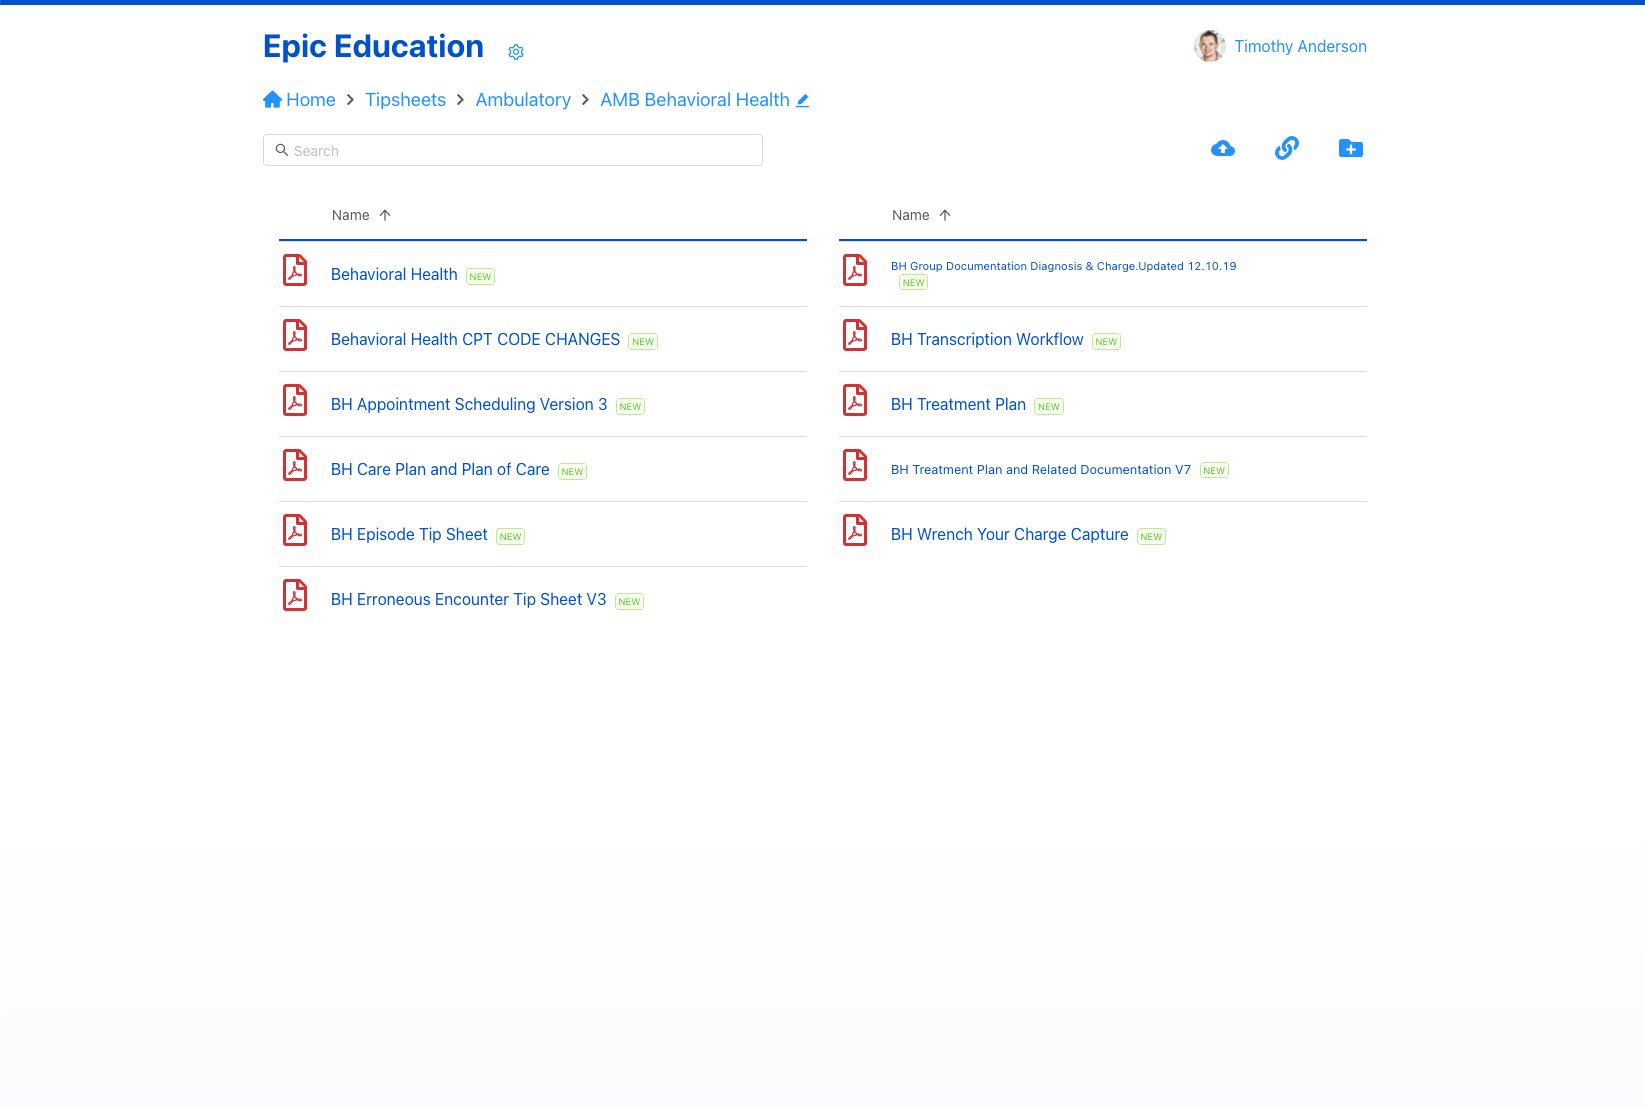 Epic Education
Timothy Anderson
Home > Tipsheets > Ambulatory > AMB Behavioral Health
Search
Name
Behavioral Health NEW
Behavioral Health CPT CODE CHANGES NEW
BH Appointment Scheduling Version 3 NEW
BH Care Plan and Plan of Care NEW
BH Episode Tip Sheet NEW
BH Erroneous Encounter Tip Sheet V3 NEW
Name
BH Group Documentation Diagnosis & Charge.Updated 12.10.19
NEW
BH Transcription Workflow NEW
BH Treatment Plan NEW
BH Treatment Plan and Related Documentation V7 NEW
BH Wrench Your Charge Capture NEW